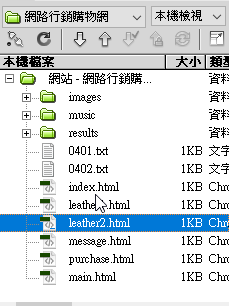 網路行銷購物網 本機檢視
本機檔案 大小 類型
網站 - 網路行銷購... 資料
images 資料
music 資料
results 資料
0401.txt 1KB 文字
0402.txt 1KB 文字
index.html 1KB Chro
1KB Chro
leather2.html 1KB Chro
message.html 1KB Chro
purchase.html 1KB Chro
main.html 1KB Chro